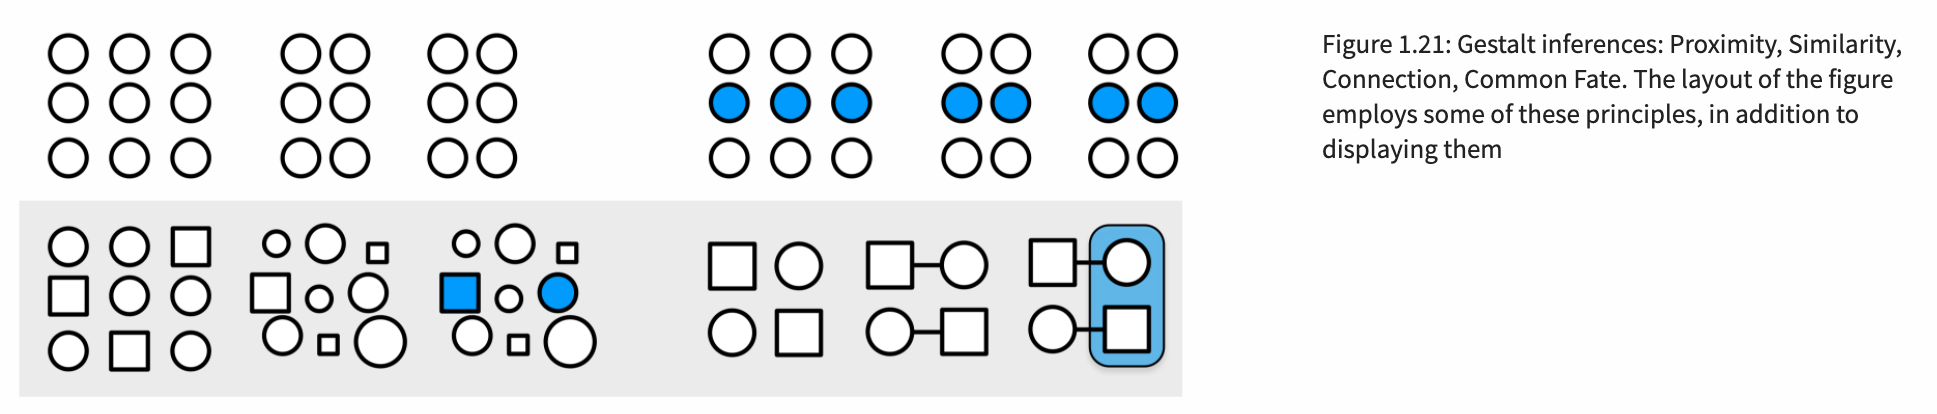 Figure 1.21: Gestalt inferences: Proximity, Similarity,
Connection, Common Fate. The layout of the figure
employs some of these principles, in addition to
displaying them